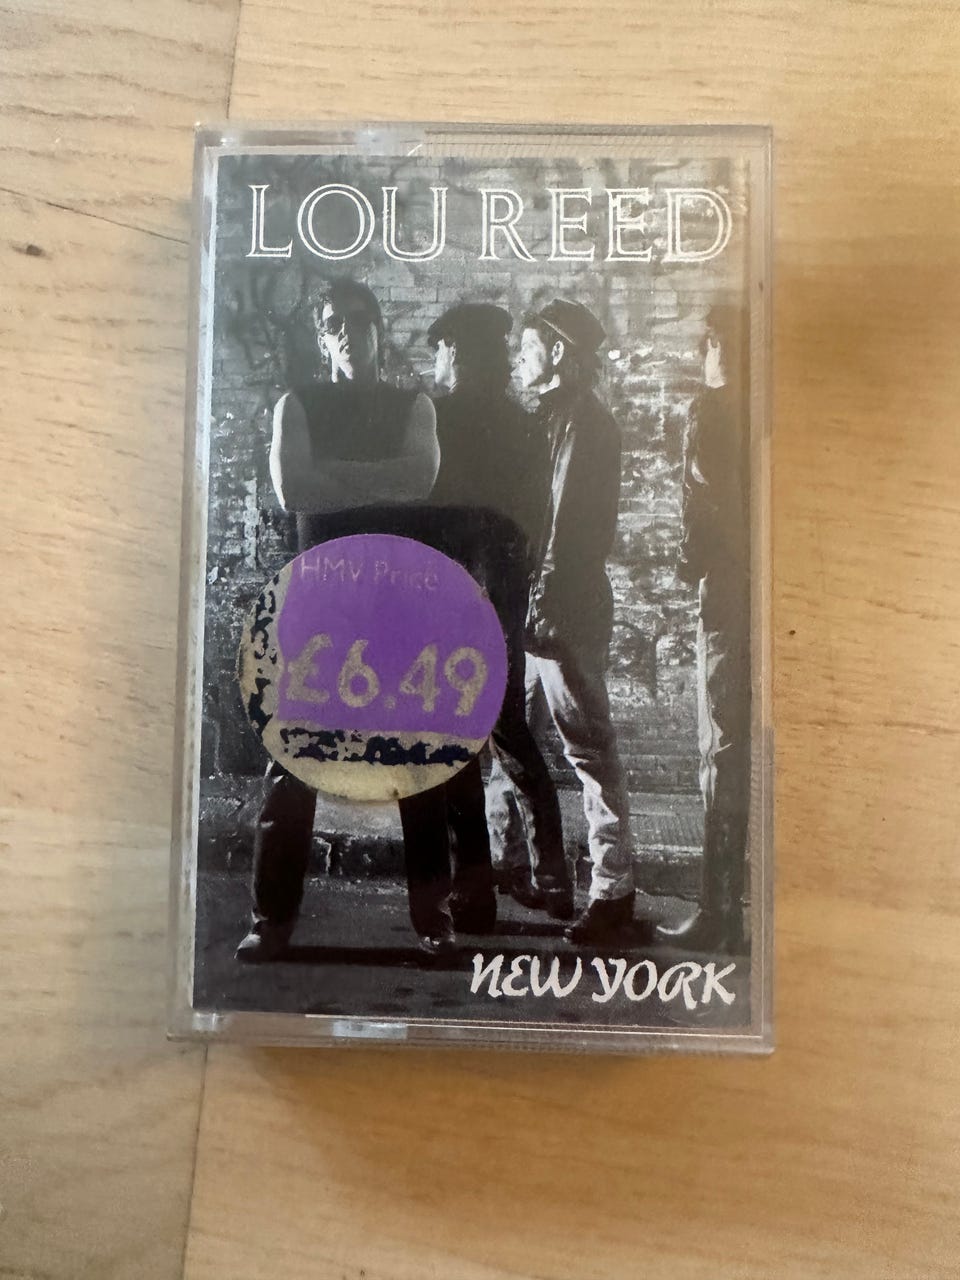 LOU REED
HMV Price
£6.49
NEW YORK